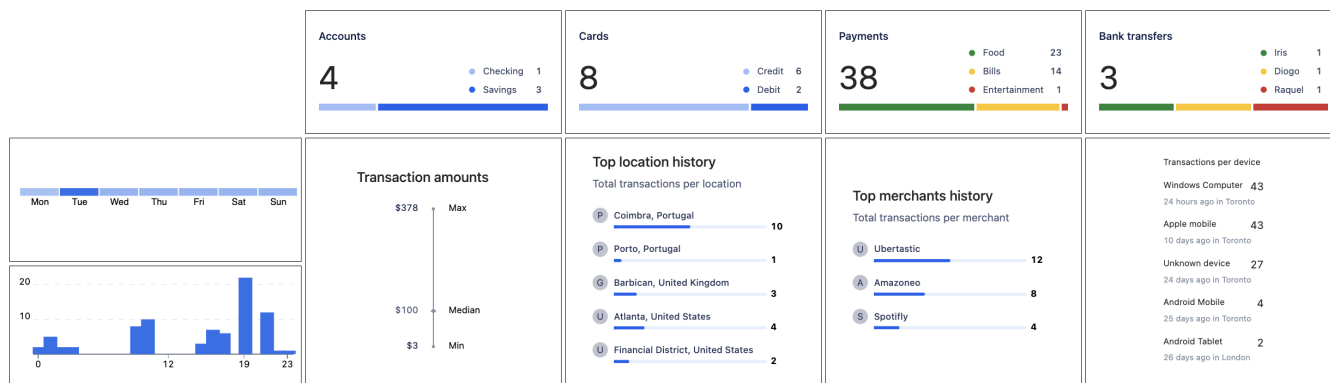 Accounts
4
Checking 1
Savings 3
Cards
8
Credit 6
Debit 2
Payments
38
Food 23
Bills 14
Entertainment 1
Bank transfers
3
Iris 1
Diogo 1
Raquel 1
Mon Tue Wed Thu Fri Sat Sun
20
10
0 12 19 23
Transaction amounts
$378 Max
$100 Median
$3 Min
Top location history
Total transactions per location
P Coimbra, Portugal 10
P Porto, Portugal 1
G Barbican, United Kingdom 3
U Atlanta, United States 4
U Financial District, United States 2
Top merchants history
Total transactions per merchant
U Ubertastic 12
A Amazoneo 8
S Spotifly 4
Transactions per device
Windows Computer 43
24 hours ago in Toronto
Apple mobile 43
10 days ago in Toronto
Unknown device 27
24 days ago in Toronto
Android Mobile 4
25 days ago in Toronto
Android Tablet 2
26 days ago in London